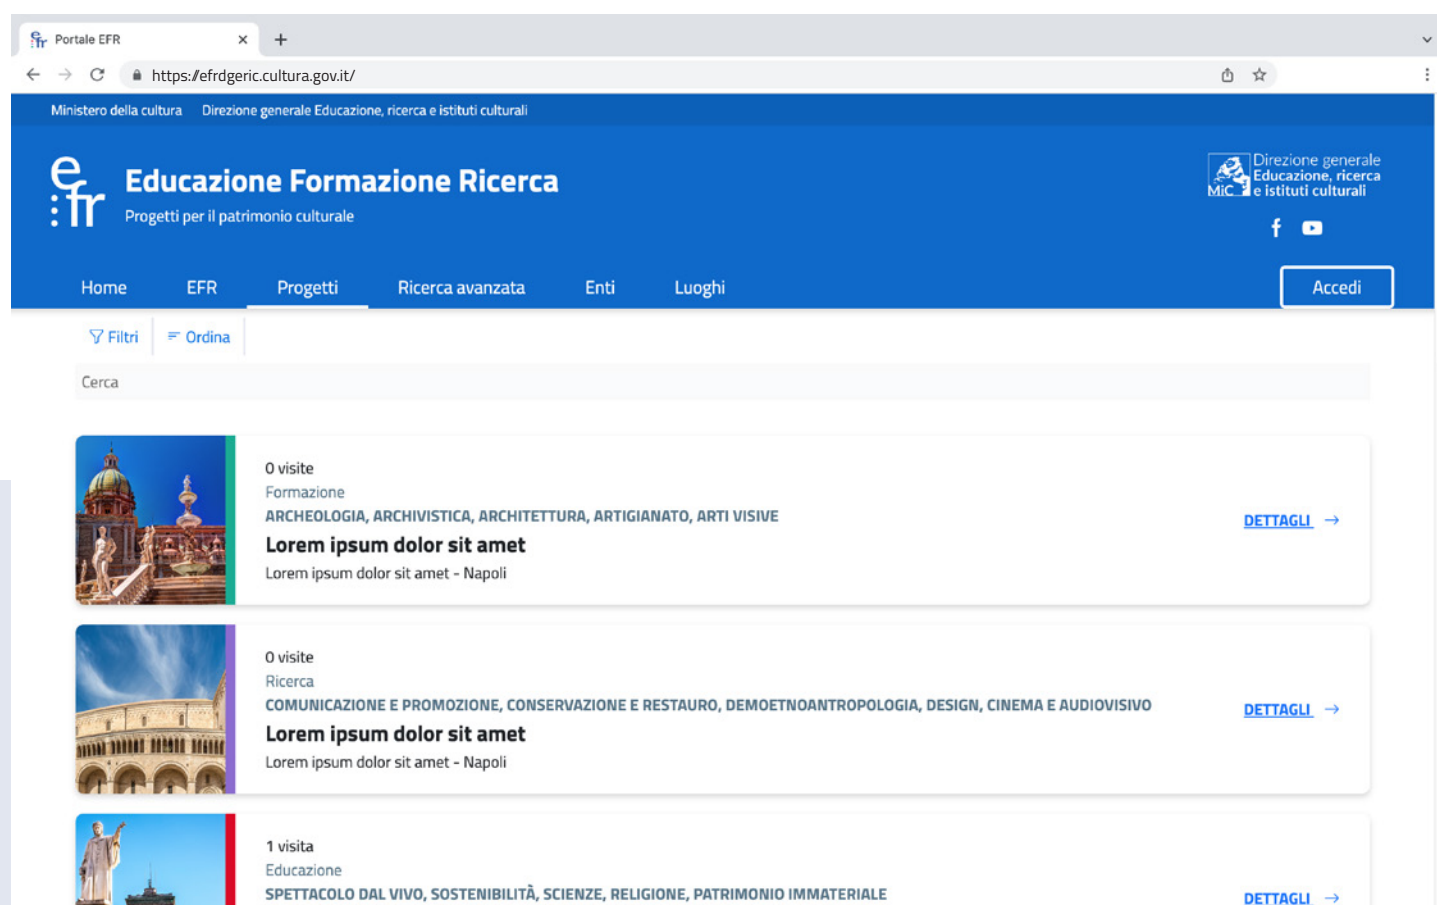 efr Portale EFR
https://efrdgeric.cultura.gov.it/
Ministero della cultura Direzione generale Educazione, ricerca e istituti culturali
efr
Educazione Formazione Ricerca
Progetti per il patrimonio culturale
MiC
Direzione generale
Educazione, ricerca
e istituti culturali
Home EFR Progetti Ricerca avanzata Enti Luoghi Accedi
Filtri Ordina
Cerca
0 visite
Formazione
ARCHEOLOGIA, ARCHIVISTICA, ARCHITETTURA, ARTIGIANATO, ARTI VISIVE
Lorem ipsum dolor sit amet
Lorem ipsum dolor sit amet - Napoli
DETTAGLI
0 visite
Ricerca
COMUNICAZIONE E PROMOZIONE, CONSERVAZIONE E RESTAURO, DEMOETNOANTROPOLOGIA, DESIGN, CINEMA E AUDIOVISIVO
Lorem ipsum dolor sit amet
Lorem ipsum dolor sit amet - Napoli
DETTAGLI
1 visita
Educazione
SPETTACOLO DAL VIVO, SOSTENIBILITÀ, SCIENZE, RELIGIONE, PATRIMONIO IMMATERIALE
DETTAGLI